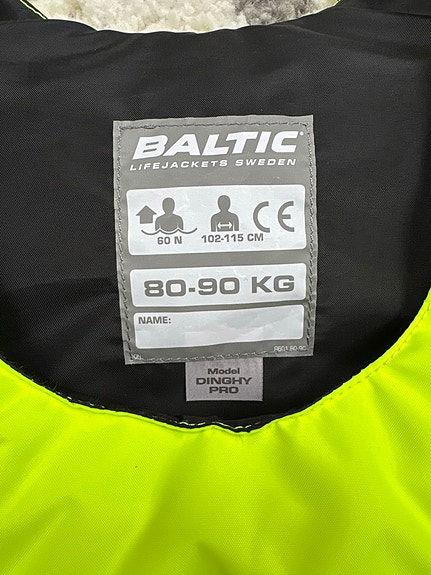 BALTIC
LIFEJACKETS SWEDEN
60 N
102-115 CM
CE
80-90 KG
NAME:
Model
DINGHY
PRO